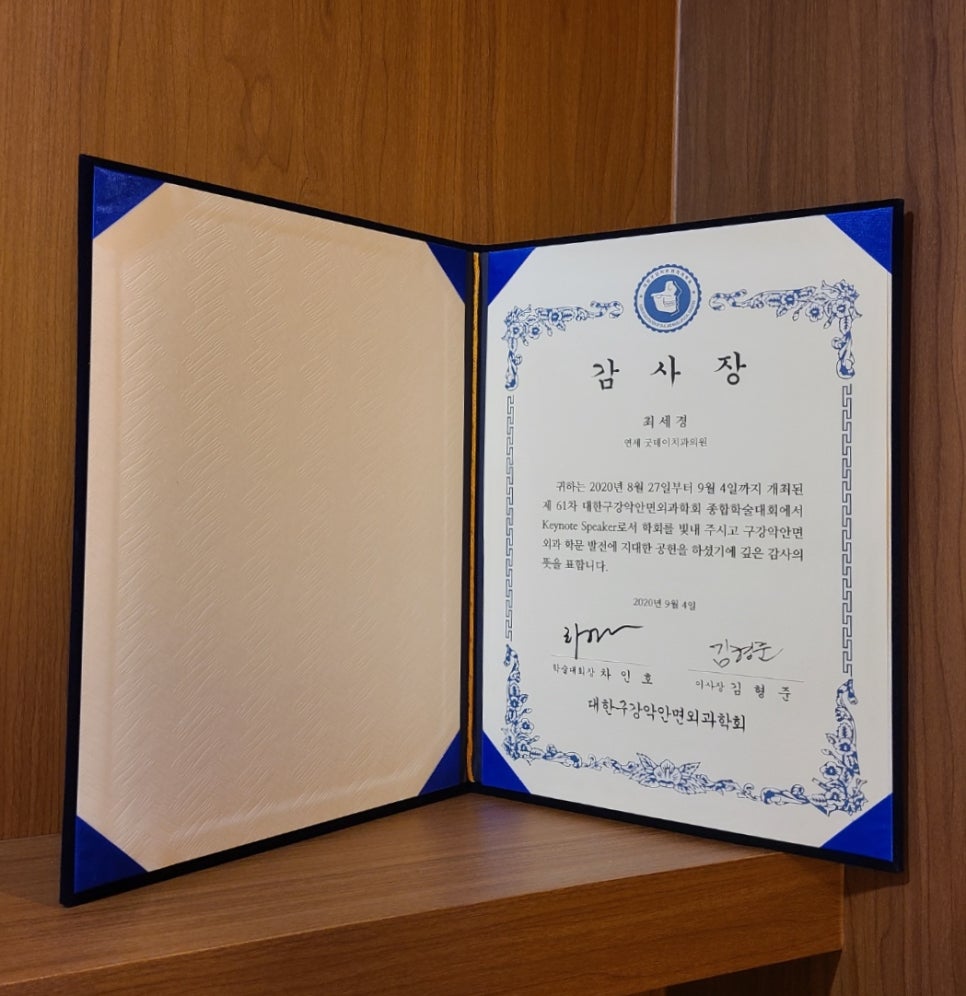 감 사 장
최 세 경
연세 굿데이치과의원
귀하는 2020년 8월 27일부터 9월 4일까지 개최된
제 61차 대한구강악안면외과학회 종합학술대회에서
Keynote Speaker로서 학회를 빛내 주시고 구강악안면
외과 학문 발전에 지대한 공헌을 하셨기에 깊은 감사의
뜻을 표합니다.
2020년 9월 4일
김형준
학술대회장 차 인 호
이사장 김 형 준
대한구강악안면외과학회